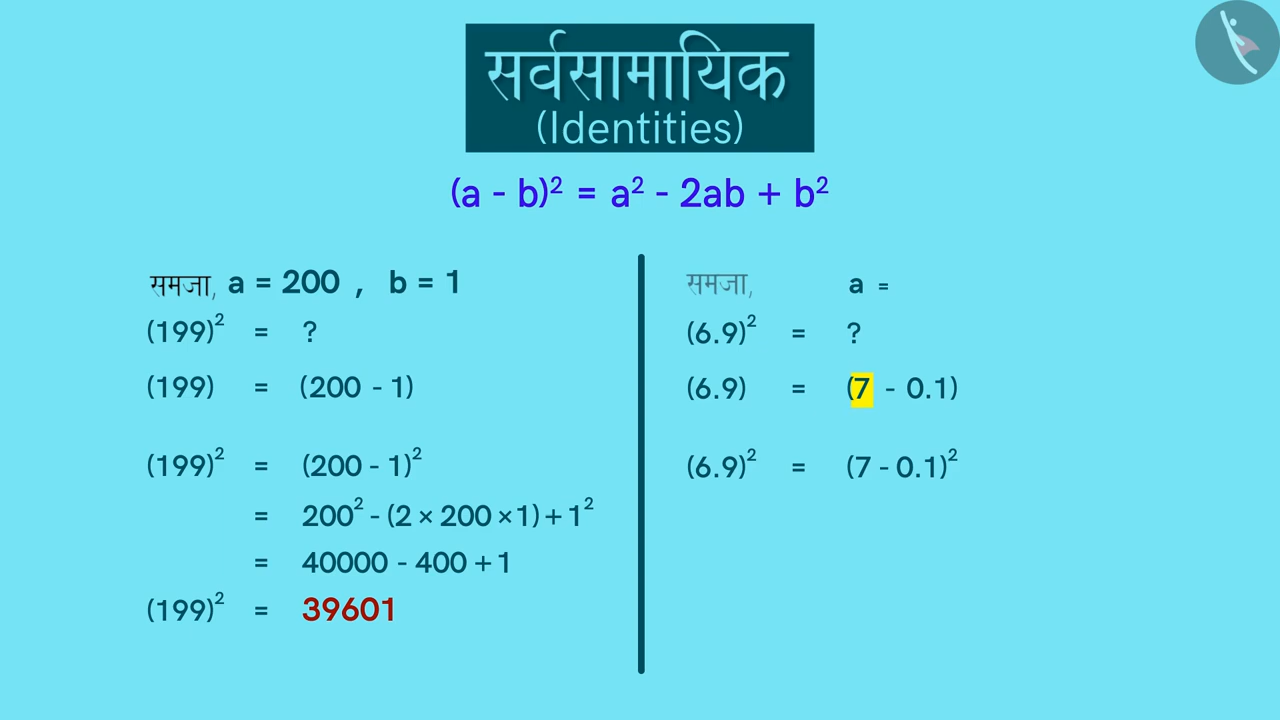 सर्वसामायिक
(Identities)
(a - b)² = a² - 2ab + b²
समजा, a = 200 , b = 1
(199)² = ?
(199) = (200 - 1)
(199)² = (200 - 1)²
= 200² - (2 × 200 × 1) + 1²
= 40000 - 400 + 1
(199)² = 39601
समजा, a =
(6.9)² = ?
(6.9) = (7 - 0.1)
(6.9)² = (7 - 0.1)²